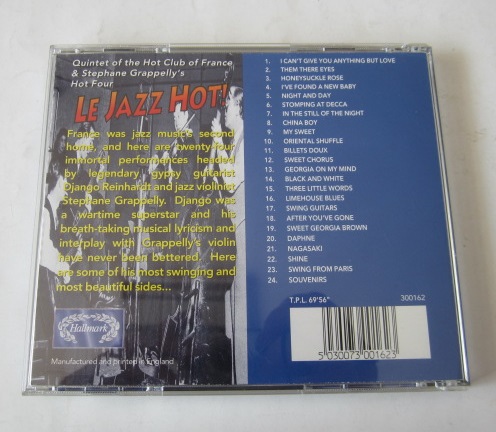 Quintet of the Hot Club of France
& Stephane Grappelly's
Hot Four
LE JAZZ HOT!
France was jazz music's second
home, and here are twenty-four
immortal performances headed
by legendary gypsy guitarist
Django Reinhardt and jazz violinist
Stephane Grappelly. Django was
a wartime superstar and his
breath-taking musical lyricism and
interplay with Grappelly's violin
have never been bettered. Here
are some of his most swinging and
most beautiful sides...
Hallmark
Manufactured and printed in England
1. I CAN'T GIVE YOU ANYTHING BUT LOVE
2. THEM THERE EYES
3. HONEYSUCKLE ROSE
4. I'VE FOUND A NEW BABY
5. NIGHT AND DAY
6. STOMPING AT DECCA
7. IN THE STILL OF THE NIGHT
8. CHINA BOY
9. MY SWEET
10. ORIENTAL SHUFFLE
11. BILLETS DOUX
12. SWEET CHORUS
13. GEORGIA ON MY MIND
14. BLACK AND WHITE
15. THREE LITTLE WORDS
16. LIMEHOUSE BLUES
17. SWING GUITARS
18. AFTER YOU'VE GONE
19. SWEET GEORGIA BROWN
20. DAPHNE
21. NAGASAKI
22. SHINE
23. SWING FROM PARIS
24. SOUVENIRS
T.P.L. 69'56"
300162
5 030073 001623